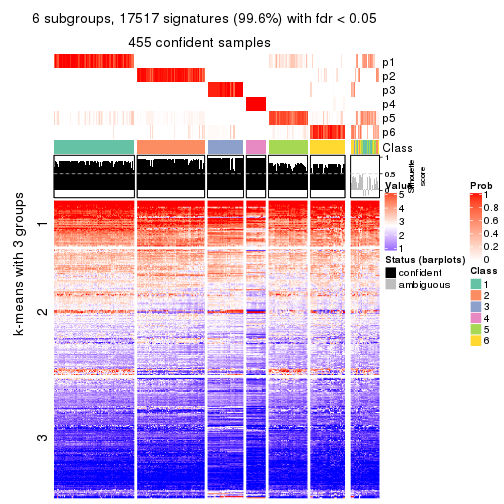 6 subgroups, 17517 signatures (99.6%) with fdr < 0.05
455 confident samples
p1
p2
p3
p4
p5
p6
Class
1
0.5
0
Silhouette
score
k-means with 3 groups
1
2
3
Value
5
4
3
2
1
Status (barplots)
confident
ambiguous
Prob
1
0.8
0.6
0.4
0.2
0
Class
1
2
3
4
5
6